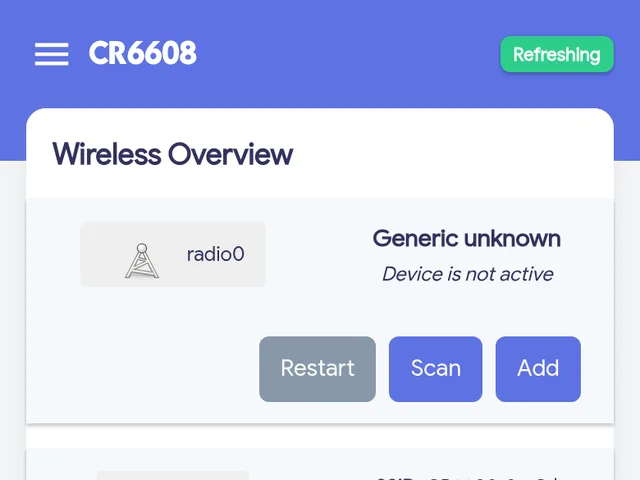 CR6608
Refreshing
Wireless Overview
radio0
Generic unknown
Device is not active
Restart
Scan
Add